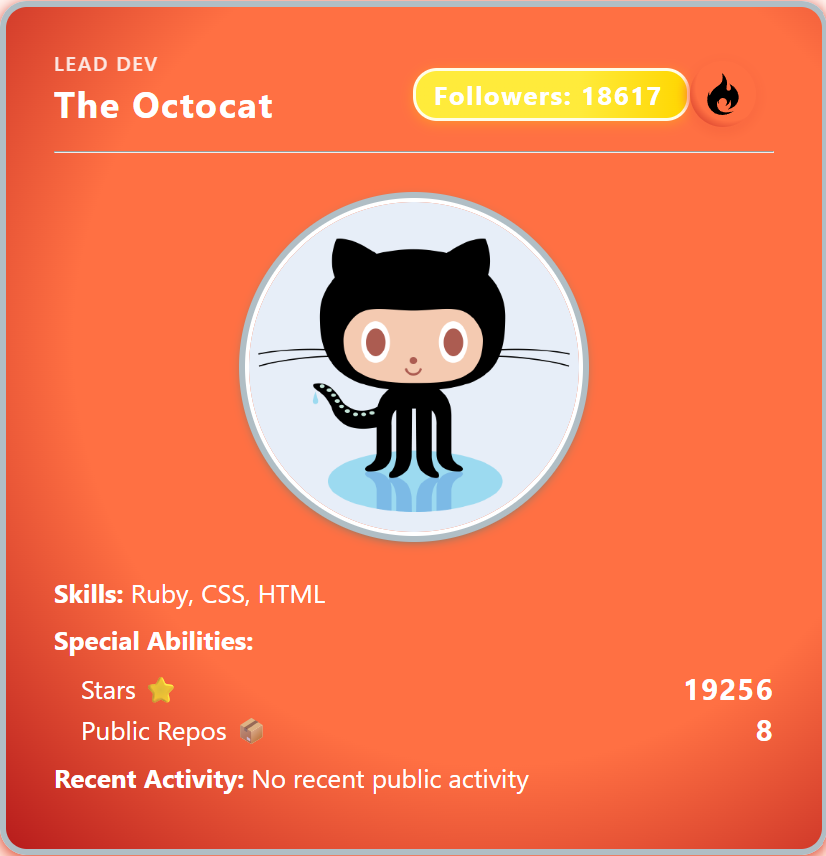 LEAD DEV
The Octocat
Followers: 18617
Skills: Ruby, CSS, HTML
Special Abilities:
Stars ⭐ 19256
Public Repos 📦 8
Recent Activity: No recent public activity